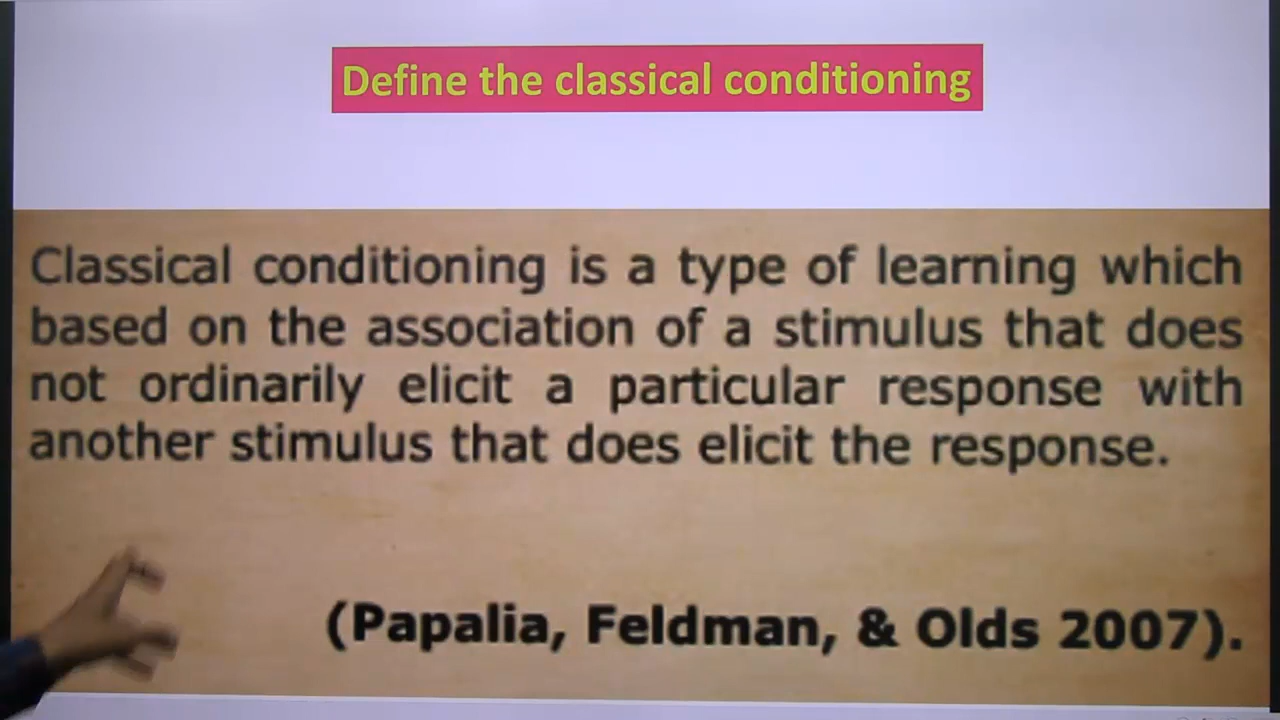 Define the classical conditioning
Classical conditioning is a type of learning which
based on the association of a stimulus that does
not ordinarily elicit a particular response with
another stimulus that does elicit the response.
(Papalia, Feldman, & Olds 2007).